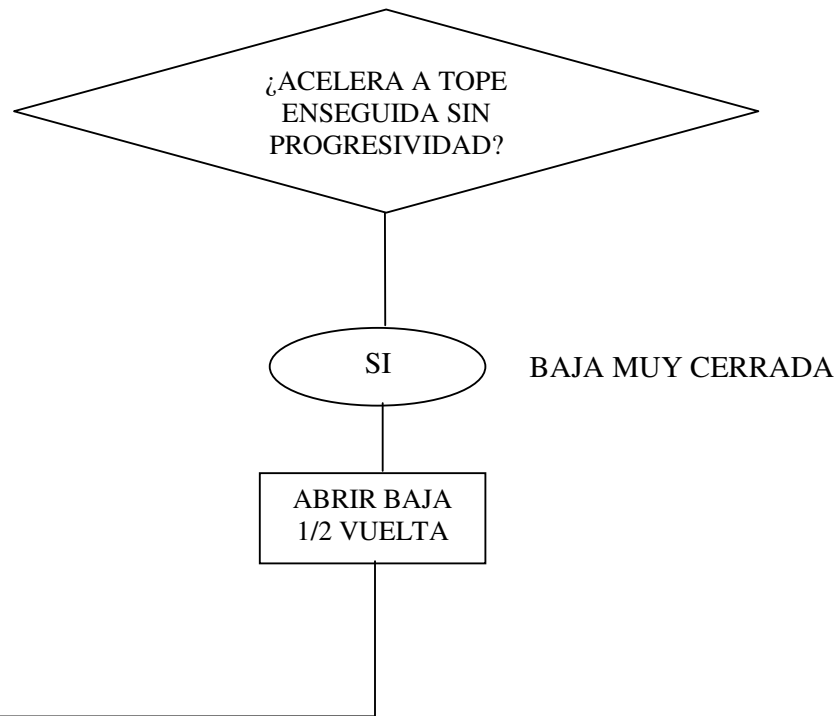 ¿ACELERA A TOPE
ENSEGUIDA SIN
PROGRESIVIDAD?
SI
BAJA MUY CERRADA
ABRIR BAJA
1/2 VUELTA